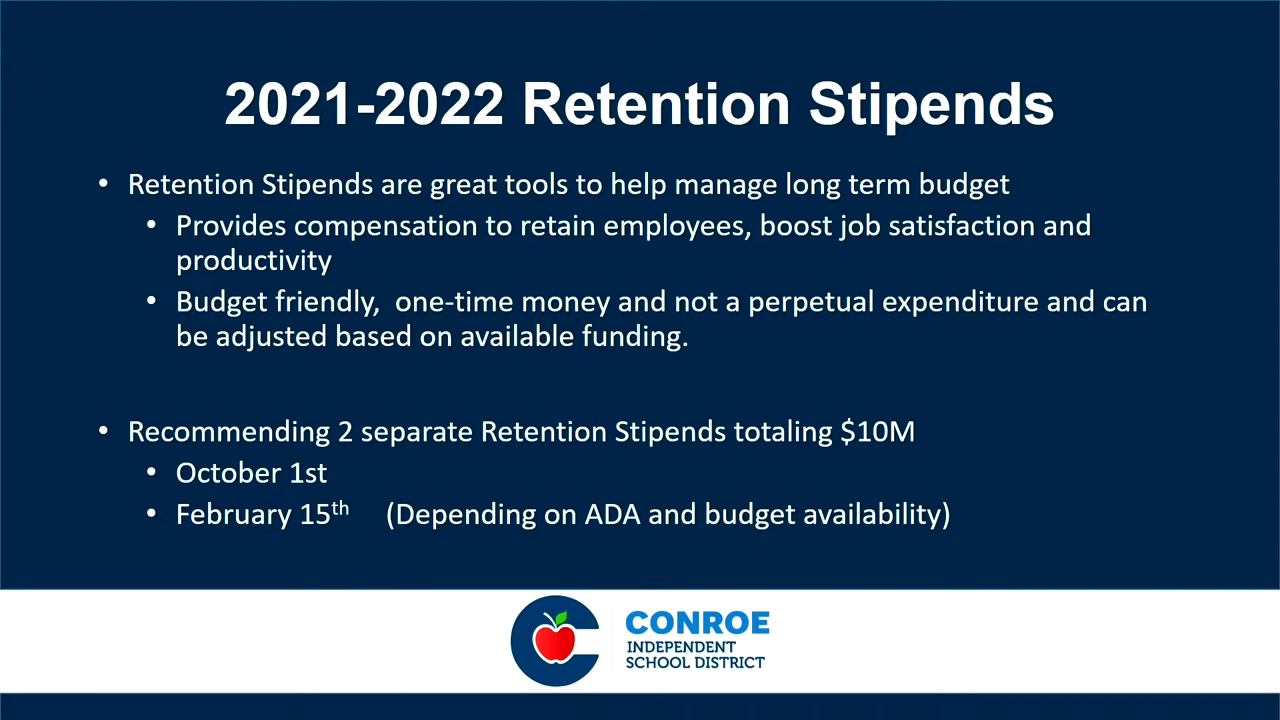 2021-2022 Retention Stipends
• Retention Stipends are great tools to help manage long term budget
• Provides compensation to retain employees, boost job satisfaction and
productivity
• Budget friendly,  one-time money and not a perpetual expenditure and can
be adjusted based on available funding.
• Recommending 2 separate Retention Stipends totaling $10M
• October 1st
• February 15th     (Depending on ADA and budget availability)
CONROE
INDEPENDENT
SCHOOL DISTRICT